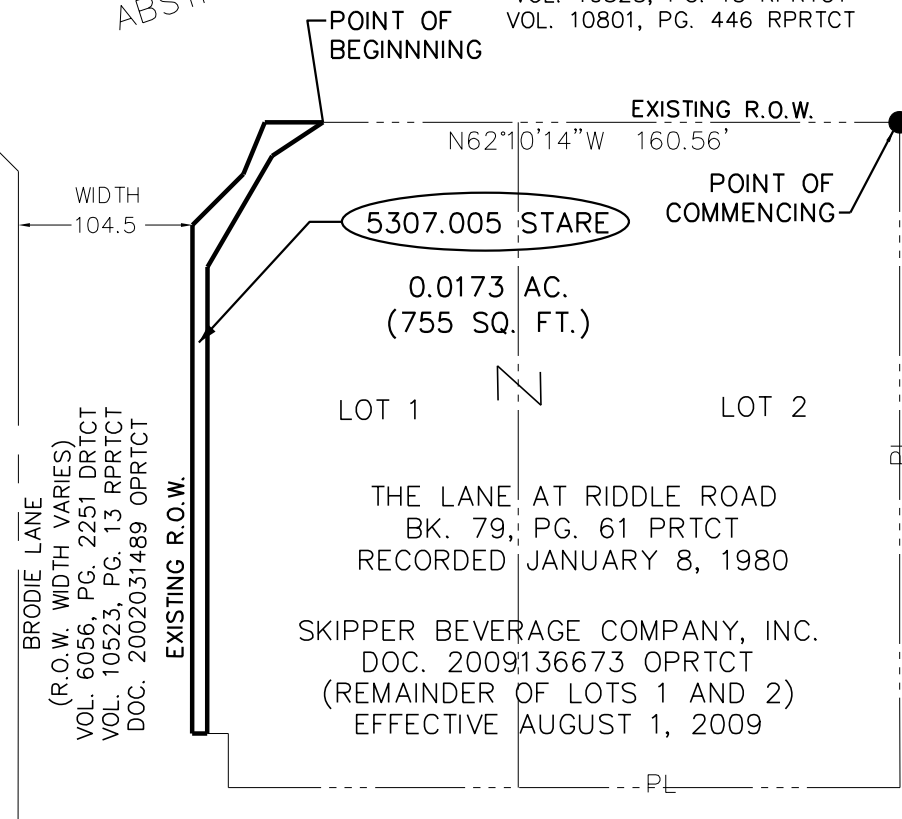 POINT OF
BEGINNNING
VOL. 10801, PG. 446 RPRTCT
EXISTING R.O.W.
N62°10'14"W 160.56'
POINT OF
COMMENCING
WIDTH
104.5
5307.005 STARE
0.0173 AC.
(755 SQ. FT.)
LOT 1
LOT 2
THE LANE AT RIDDLE ROAD
BK. 79, PG. 61 PRTCT
RECORDED JANUARY 8, 1980
SKIPPER BEVERAGE COMPANY, INC.
DOC. 2009136673 OPRTCT
(REMAINDER OF LOTS 1 AND 2)
EFFECTIVE AUGUST 1, 2009
BRODIE LANE
(R.O.W. WIDTH VARIES)
VOL. 6056, PG. 2251 DRTCT
VOL. 10523, PG. 13 RPRTCT
DOC. 2002031489 OPRTCT
EXISTING R.O.W.
PL